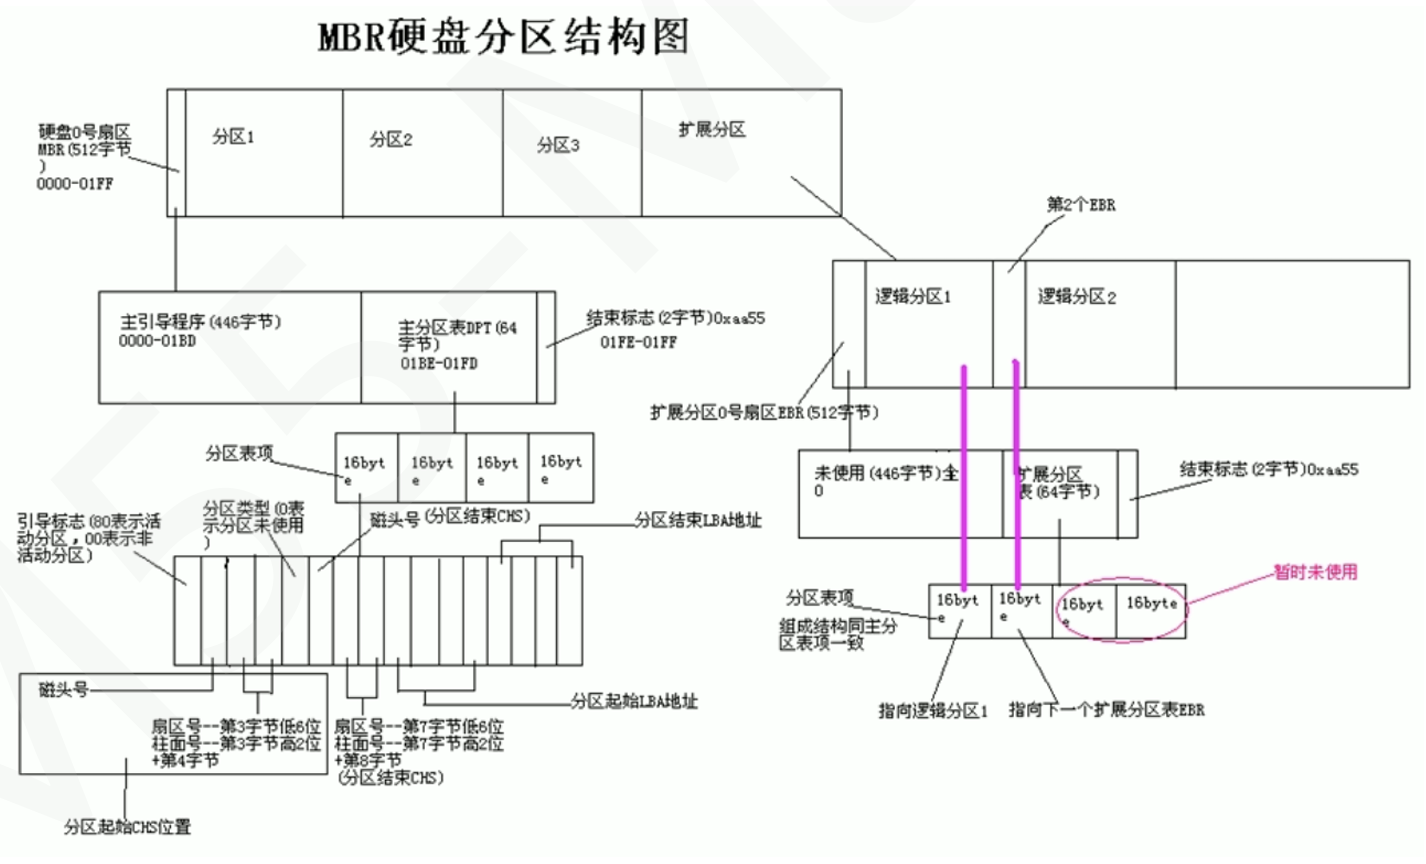 MBR硬盘分区结构图
硬盘0号扇区
MBR(512字节
)
0000-01FF
分区1
分区2
分区3
扩展分区
第2个EBR
逻辑分区1
逻辑分区2
主引导程序(446字节)
0000-01BD
主分区表DPT(64
字节)
01BE-01FD
结束标志(2字节)0xaa55
01FE-01FF
扩展分区0号扇区EBR(512字节)
分区表项
16byt
e
16byt
e
16byt
e
16byt
e
未使用(446字节)全
0
扩展分区
表(64字节)
结束标志(2字节)0xaa55
引导标志(80表示活
动分区，00表示非
活动分区)
分区类型(0表
示分区未使用
)
磁头号(分区结束CHS)
分区结束LBA地址
暂时未使用
分区表项
组成结构同主分
区表项一致
16byt
e
16byt
e
16byt
e
16byte
磁头号
扇区号--第3字节低6位
柱面号--第3字节高2位
+第4字节
扇区号--第7字节低6位
柱面号--第7字节高2位
+第8字节
(分区结束CHS)
分区起始LBA地址
指向逻辑分区1
指向下一个扩展分区表EBR
分区起始CHS位置